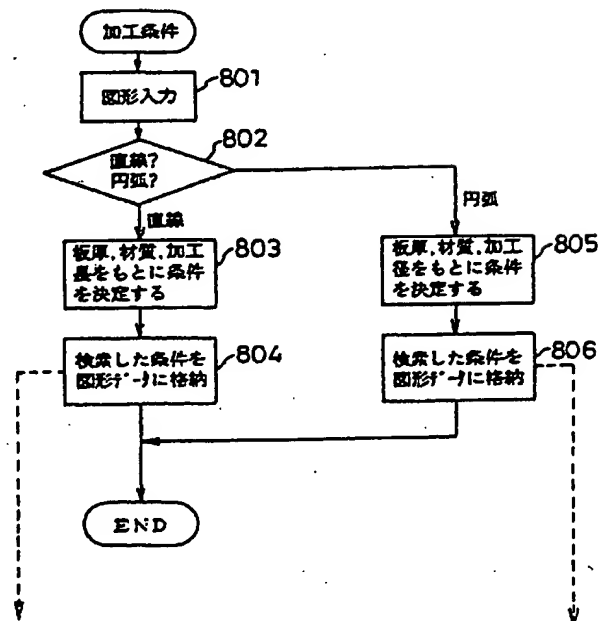 加工条件
図形入力
801
直線?
円弧?
802
直線
円弧
板厚,材質,加工
長をもとに条件
を決定する
803
板厚,材質,加工
径をもとに条件
を決定する
805
検索した条件を
図形データに格納
804
検索した条件を
図形データに格納
806
END